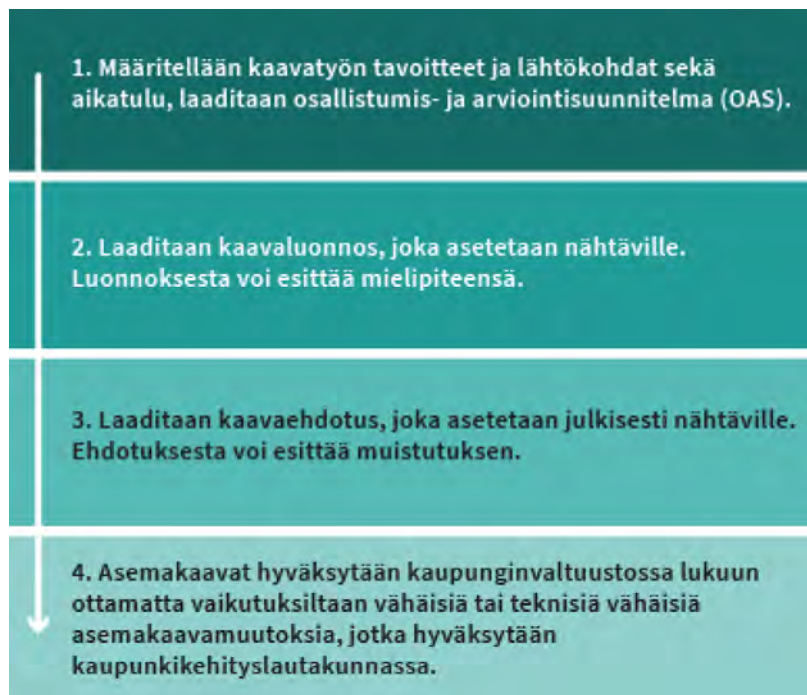 1. Määritellään kaavatyön tavoitteet ja lähtökohdat sekä
aikatulu, laaditaan osallistumis- ja arviointisuunnitelma (OAS).
2. Laaditaan kaavaluonnos, joka asetetaan nähtäville.
Luonnoksesta voi esittää mielipiteensä.
3. Laaditaan kaavaehdotus, joka asetetaan julkisesti nähtäville.
Ehdotuksesta voi esittää muistutuksen.
4. Asemakaavat hyväksytään kaupunginvaltuustossa lukuun
ottamatta vaikutuksiltaan vähäisiä tai teknisiä vähäisiä
asemakaavamuutoksia, jotka hyväksytään
kaupunkikehityslautakunnassa.